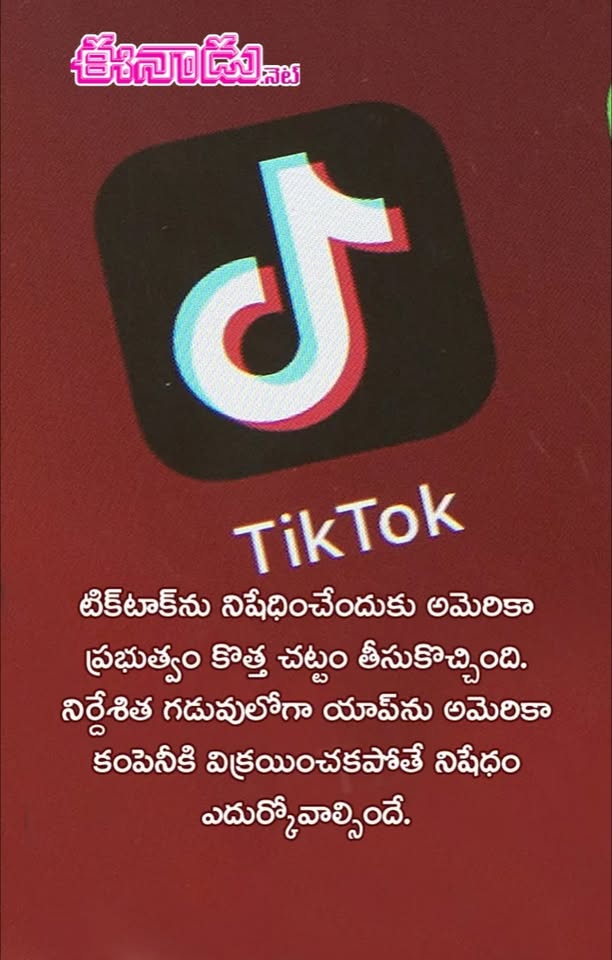 ఈనాడు.నెట్
TikTok
టిక్‌టాక్‌ను నిషేధించేందుకు అమెరికా
ప్రభుత్వం కొత్త చట్టం తీసుకొచ్చింది.
నిర్దేశిత గడువులోగా యాప్‌ను అమెరికా
కంపెనీకి విక్రయించకపోతే నిషేధం
ఎదుర్కోవాల్సిందే.